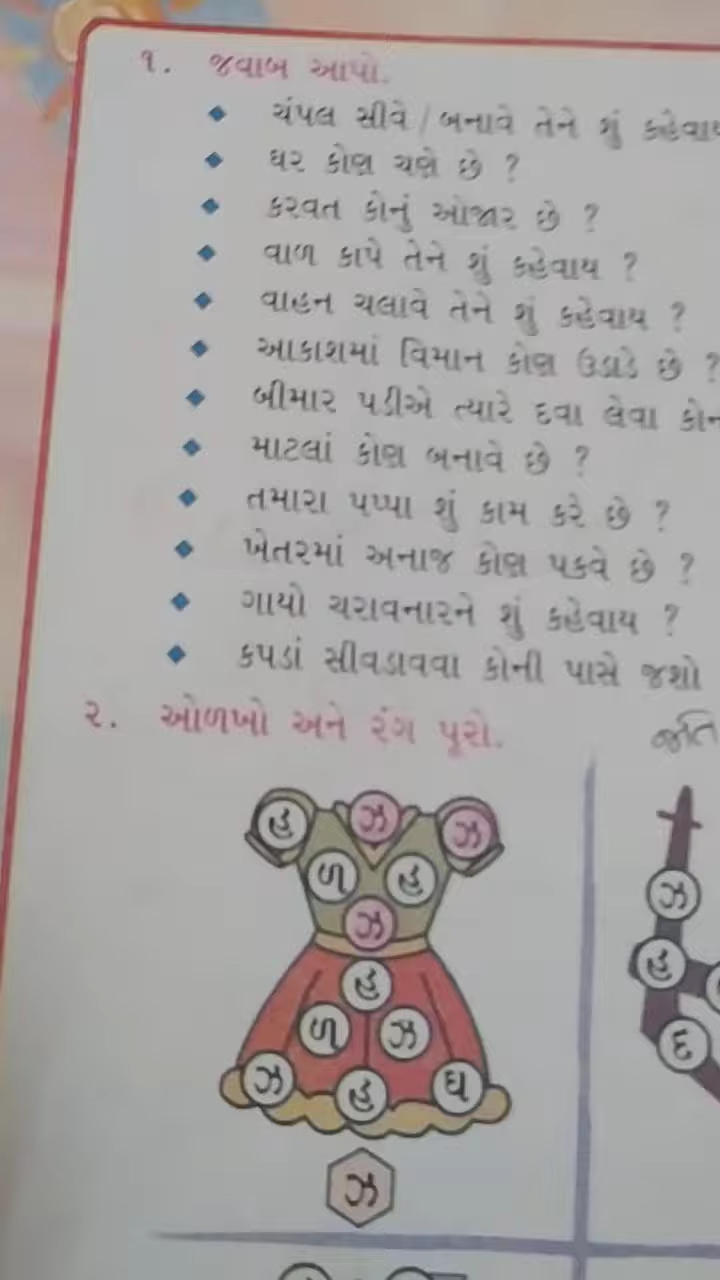 ૧. જવાબ આપો.
ચંપલ સીવે / બનાવે તેને શું કહેવાય
ઘર કોણ ચણે છે ?
કરવત કોનું ઓજાર છે ?
વાળ કાપે તેને શું કહેવાય ?
વાહન ચલાવે તેને શું કહેવાય ?
આકાશમાં વિમાન કોણ ઉડાડે છે ?
બીમાર પડીએ ત્યારે દવા લેવા
માટલાં કોણ બનાવે છે ?
તમારા પપ્પા શું કામ કરે છે ?
ખેતરમાં અનાજ કોણ પકવે છે ?
ગાયો ચરાવનારને શું કહેવાય ?
કપડાં સીવડાવવા કોની પાસે જશો
૨. ઓળખો અને રંગ પૂરો.
હ ઝ ઝ
ળ હ
ઝ
ઝ
હ
હ
ળ ઝ
દ
ઝ હ ઘ
ઝ